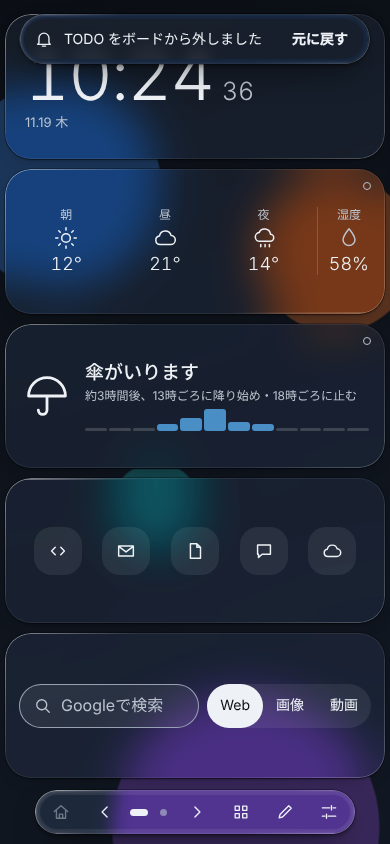 TODO をボードから外しました 元に戻す
10:24 36
11.19 木
朝 昼 夜 湿度
12° 21° 14° 58%
傘がいります
約3時間後、13時ごろに降り始め・18時ごろに止む
Googleで検索 Web 画像 動画